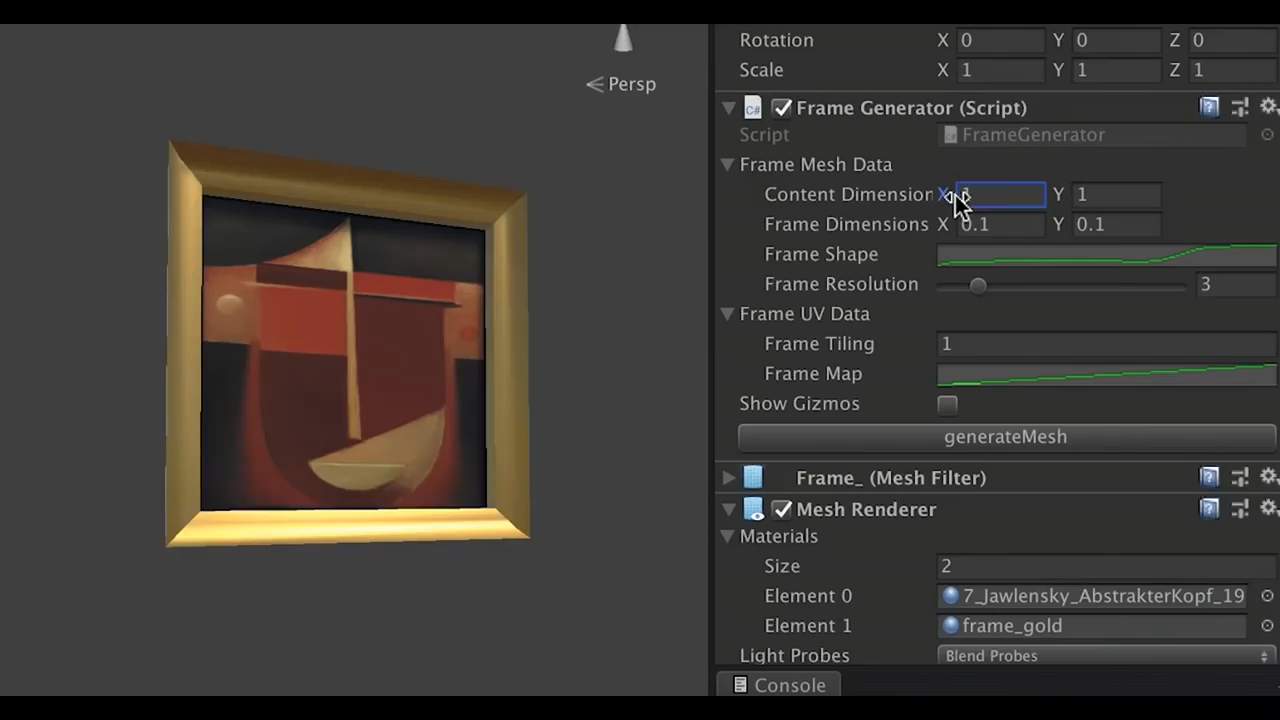 Rotation X 0 Y 0 Z 0
Scale X 1 Y 1 Z 1
Persp
C# Frame Generator (Script)
Script FrameGenerator
Frame Mesh Data
Content Dimension X 1 Y 1
Frame Dimensions X 0.1 Y 0.1
Frame Shape
Frame Resolution 3
Frame UV Data
Frame Tiling 1
Frame Map
Show Gizmos
generateMesh
Frame_ (Mesh Filter)
Mesh Renderer
Materials
Size 2
Element 0 7_Jawlensky_AbstrakterKopf_19
Element 1 frame_gold
Light Probes Blend Probes
Console